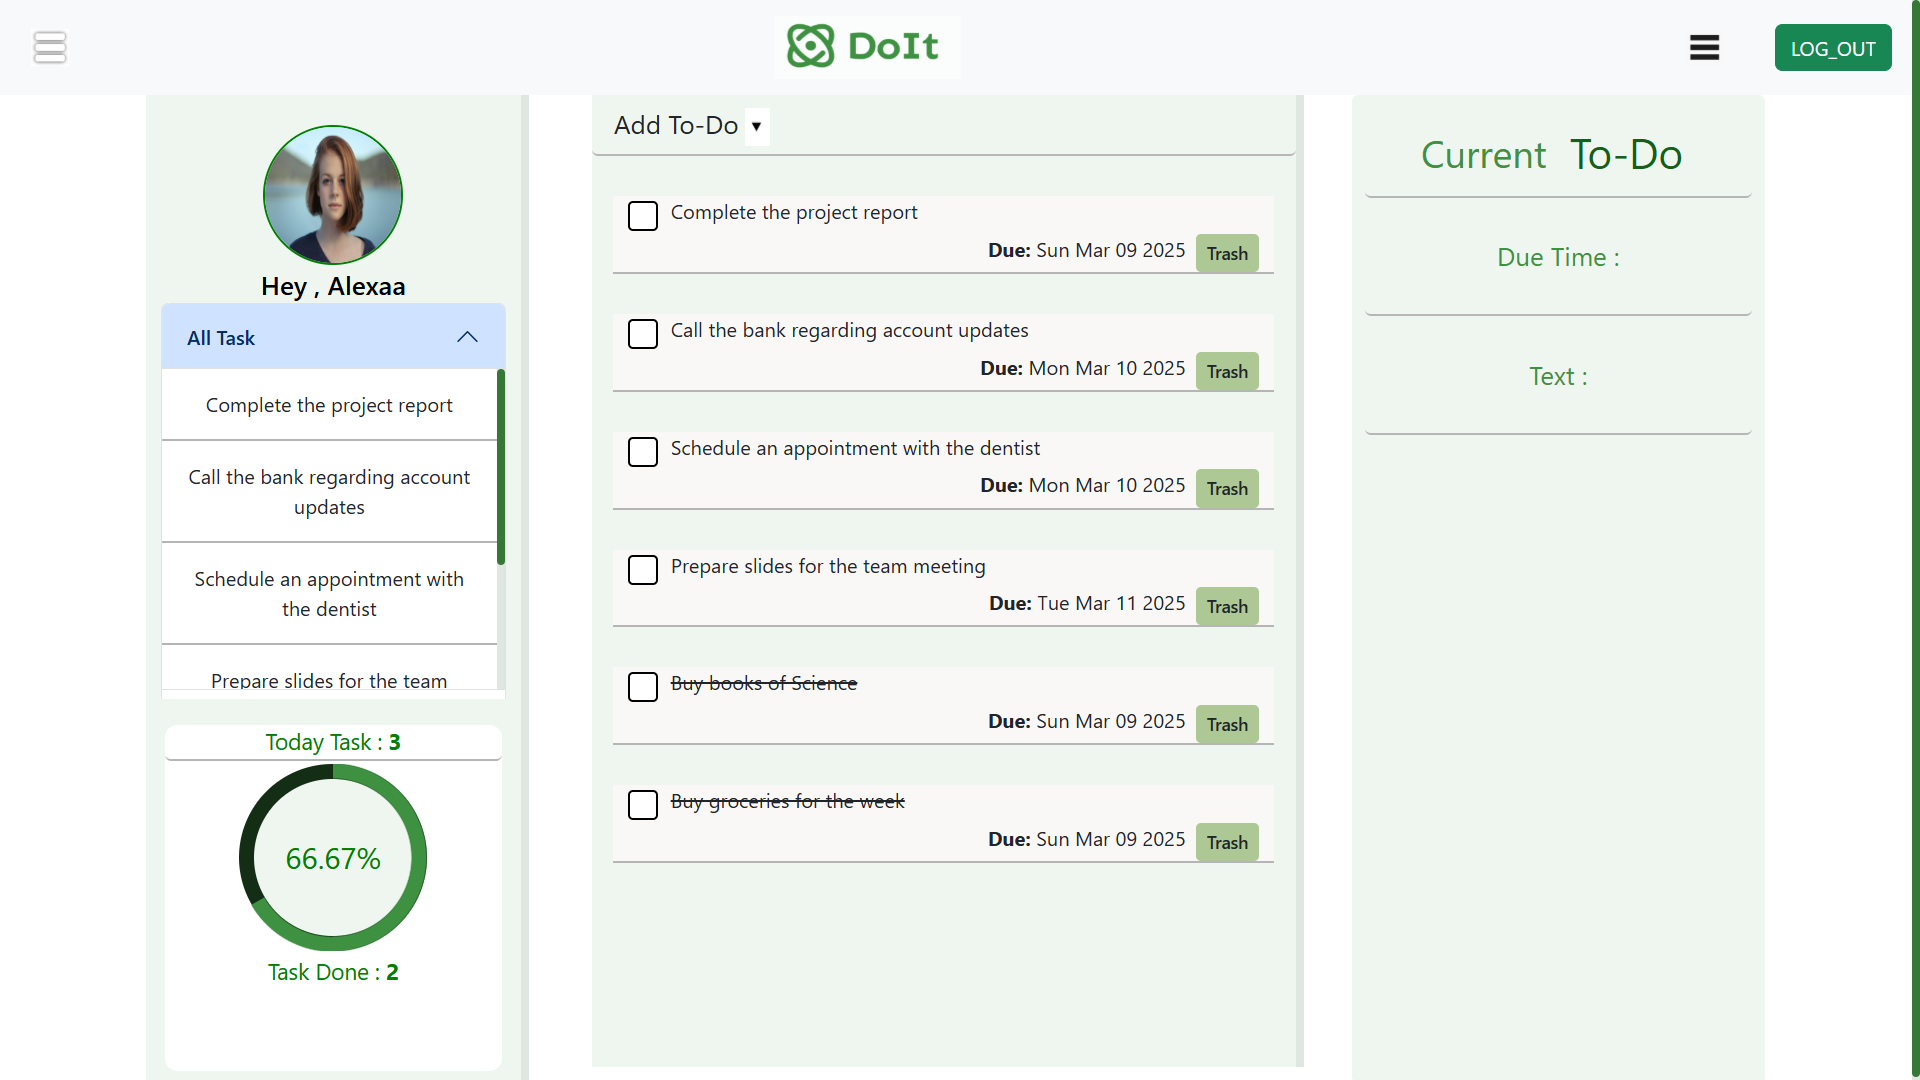 DoIt
LOG_OUT
Hey , Alexaa
All Task
Complete the project report
Call the bank regarding account
updates
Schedule an appointment with
the dentist
Prepare slides for the team
Today Task : 3
66.67%
Task Done : 2
Add To-Do ▼
Complete the project report
Due: Sun Mar 09 2025 Trash
Call the bank regarding account updates
Due: Mon Mar 10 2025 Trash
Schedule an appointment with the dentist
Due: Mon Mar 10 2025 Trash
Prepare slides for the team meeting
Due: Tue Mar 11 2025 Trash
Buy books of Science
Due: Sun Mar 09 2025 Trash
Buy groceries for the week
Due: Sun Mar 09 2025 Trash
Current To-Do
Due Time :
Text :